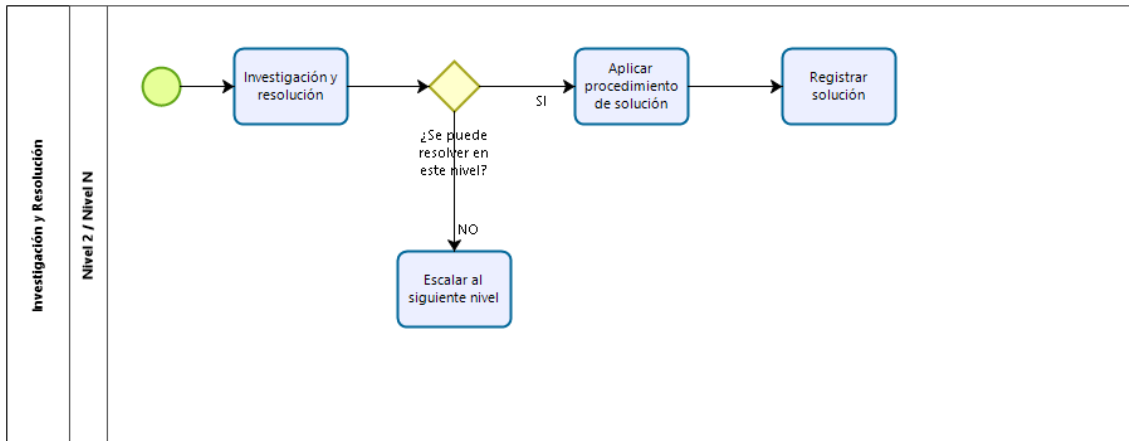 Investigación y Resolución
Nivel 2 / Nivel N
Investigación y
resolución
¿Se puede
resolver en
este nivel?
SI
Aplicar
procedimiento
de solución
Registrar
solución
NO
Escalar al
siguiente nivel